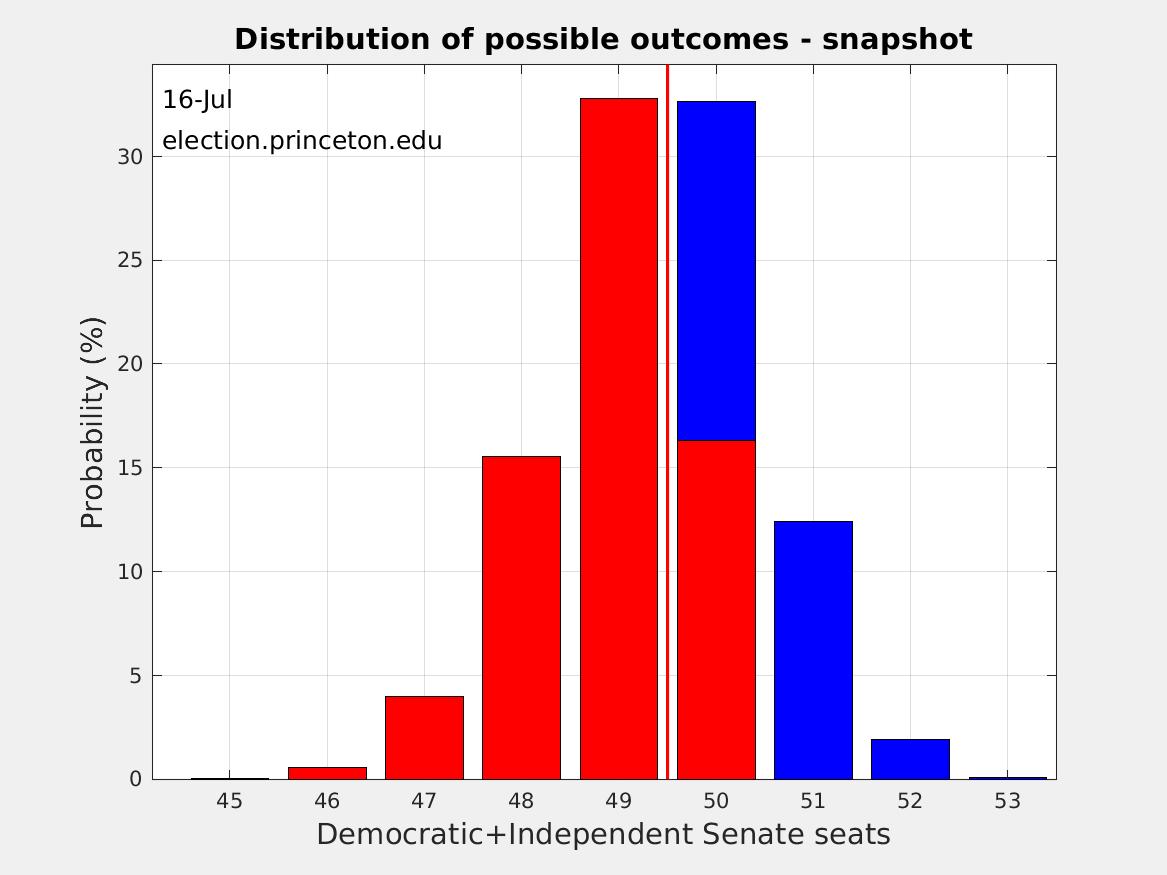 Distribution of possible outcomes - snapshot
16-Jul
election.princeton.edu
30
25
20
15
10
5
0
Probability (%)
45 46 47 48 49 50 51 52 53
Democratic+Independent Senate seats